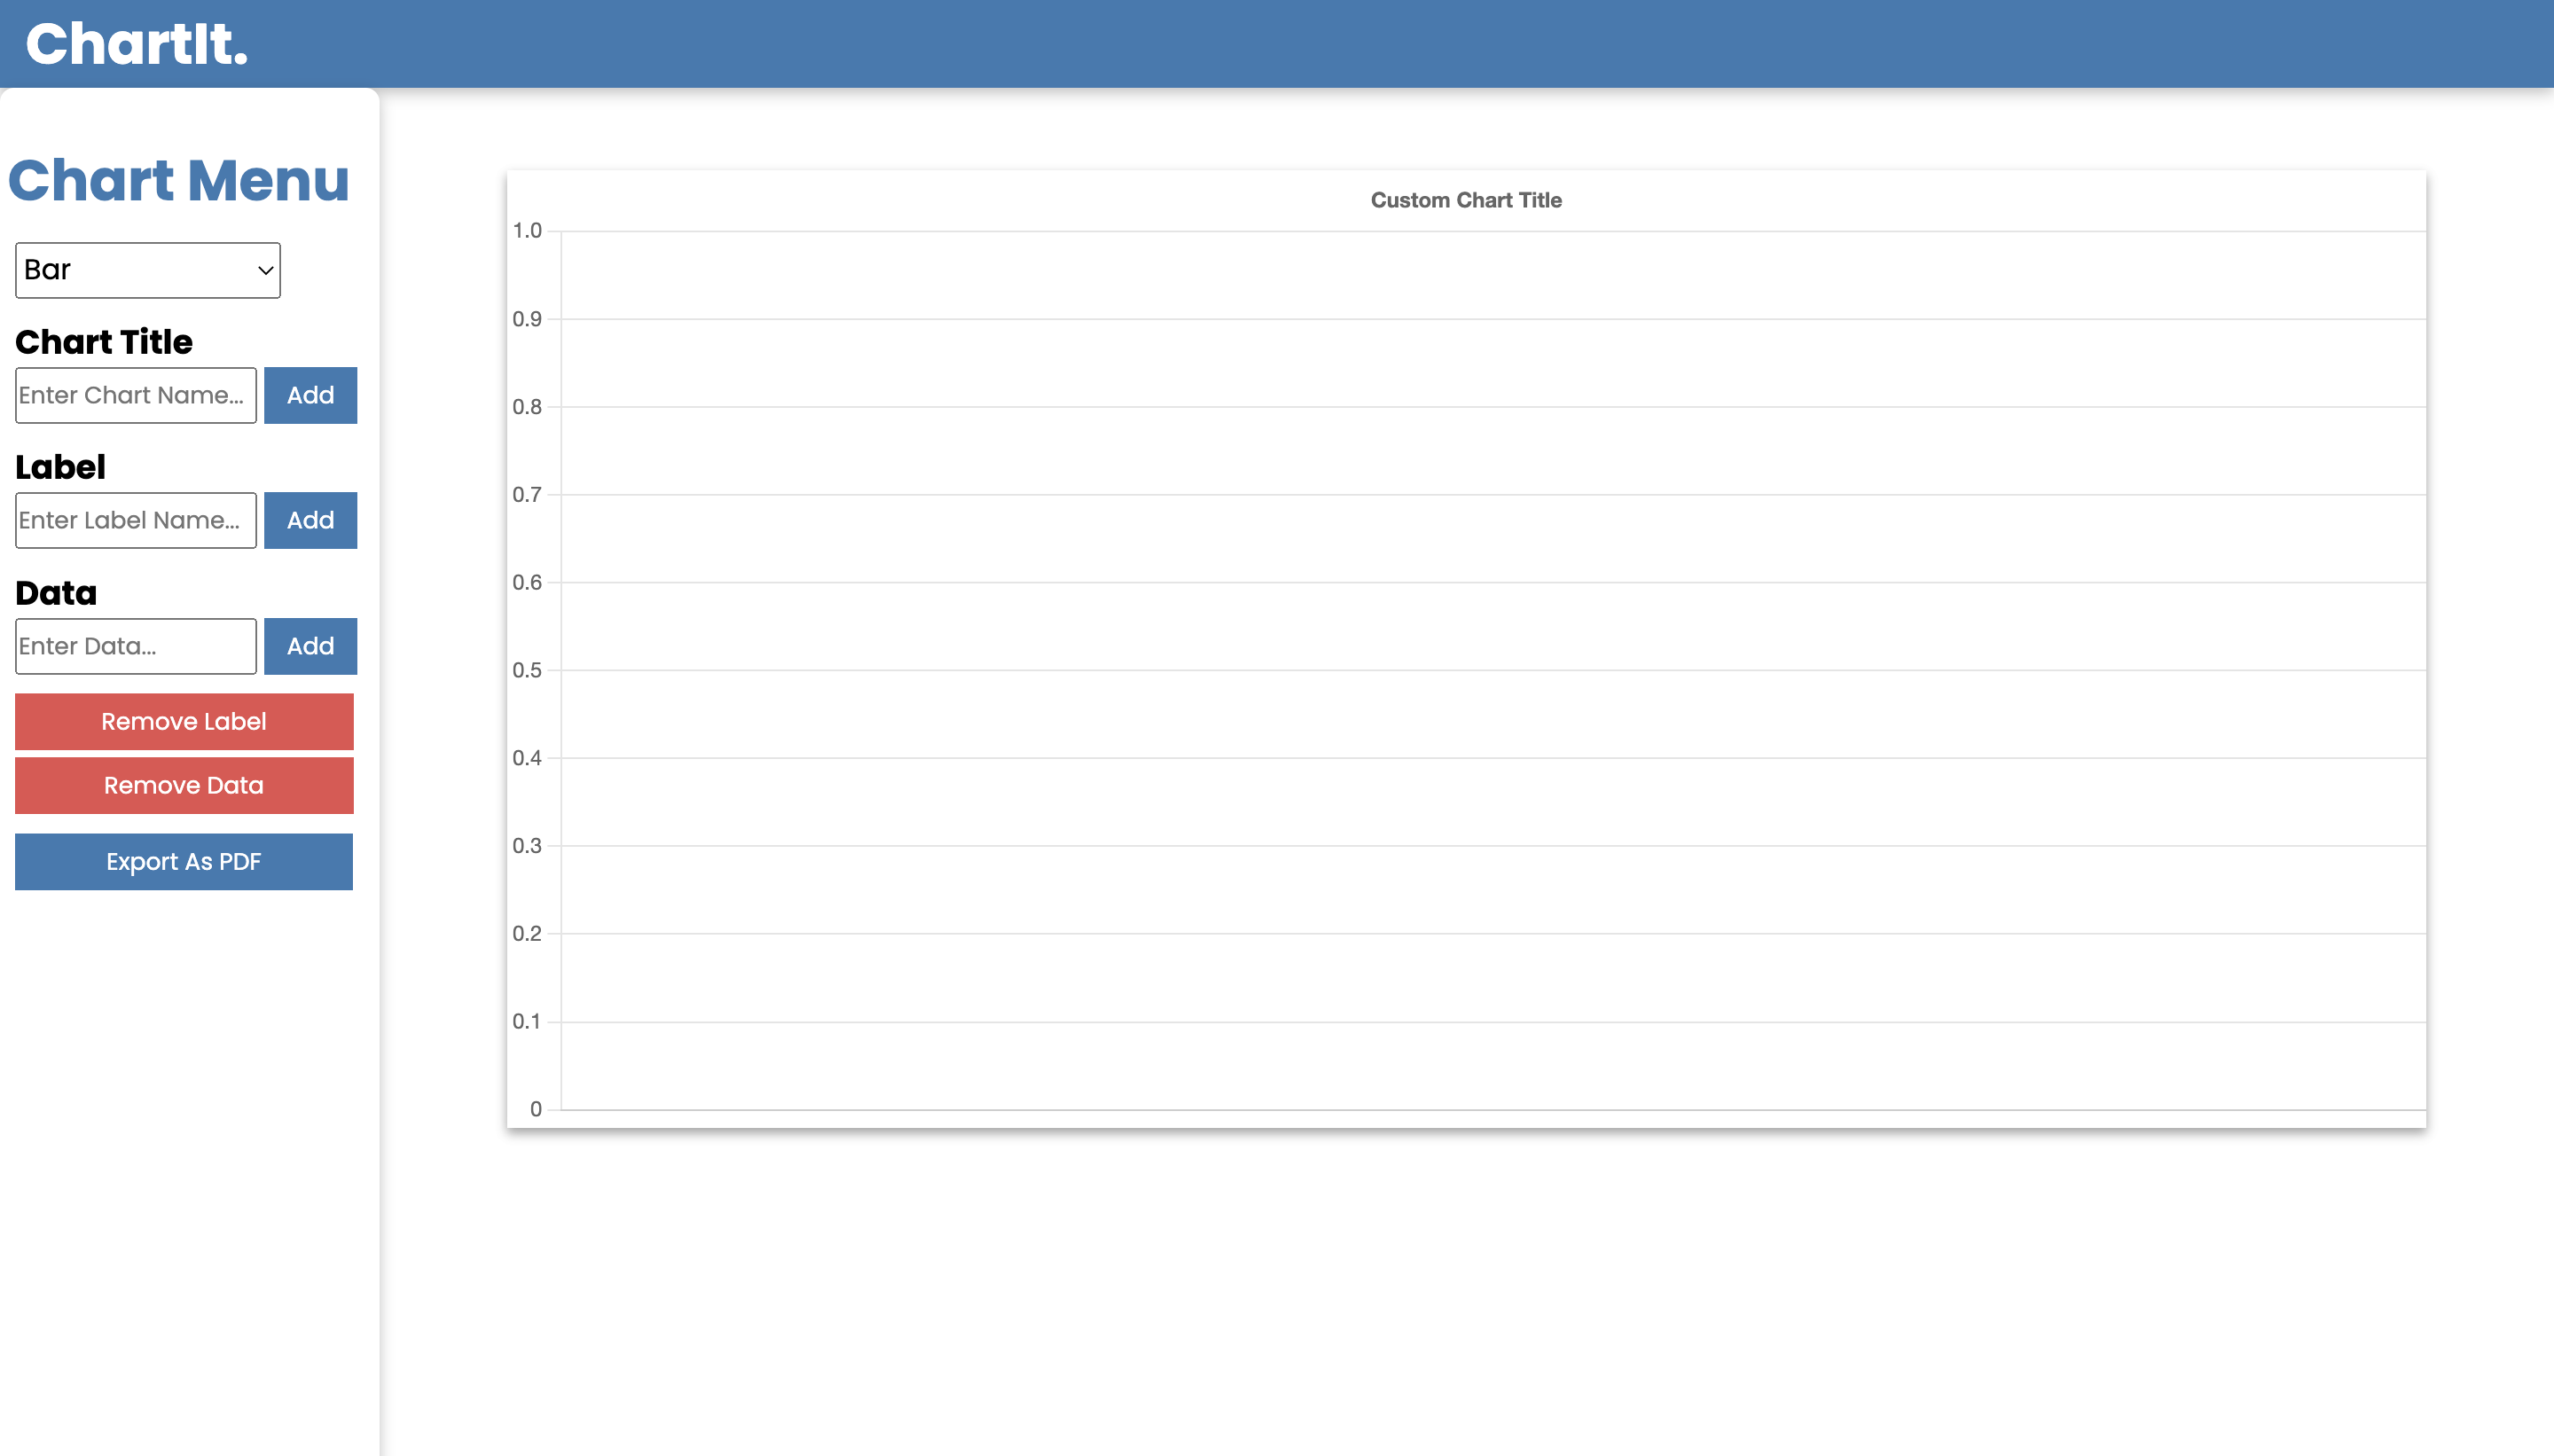 ChartIt.
Chart Menu
Bar
Chart Title
Enter Chart Name...
Add
Label
Enter Label Name...
Add
Data
Enter Data...
Add
Remove Label
Remove Data
Export As PDF
Custom Chart Title
1.0
0.9
0.8
0.7
0.6
0.5
0.4
0.3
0.2
0.1
0